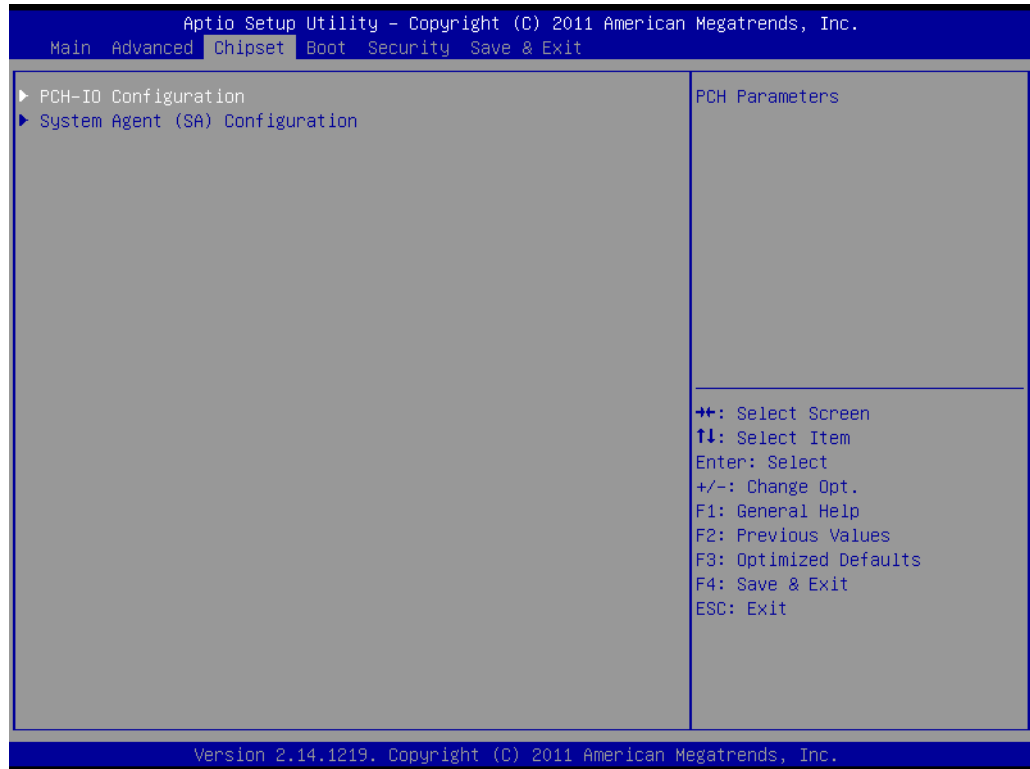 Aptio Setup Utility – Copyright (C) 2011 American Megatrends, Inc.
Main Advanced Chipset Boot Security Save & Exit
▶ PCH-IO Configuration
▶ System Agent (SA) Configuration
PCH Parameters
→←: Select Screen
↑↓: Select Item
Enter: Select
+/-: Change Opt.
F1: General Help
F2: Previous Values
F3: Optimized Defaults
F4: Save & Exit
ESC: Exit
Version 2.14.1219. Copyright (C) 2011 American Megatrends, Inc.